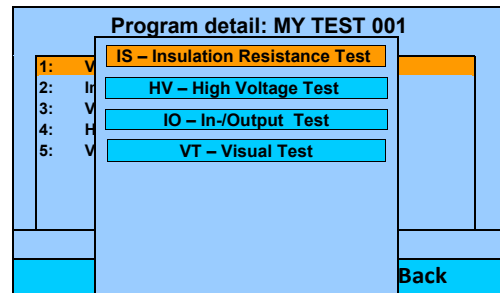 Program detail: MY TEST 001
IS – Insulation Resistance Test
1: V
2: In
HV – High Voltage Test
3: V
IO – In-/Output Test
4: H
5: V
VT – Visual Test
Back